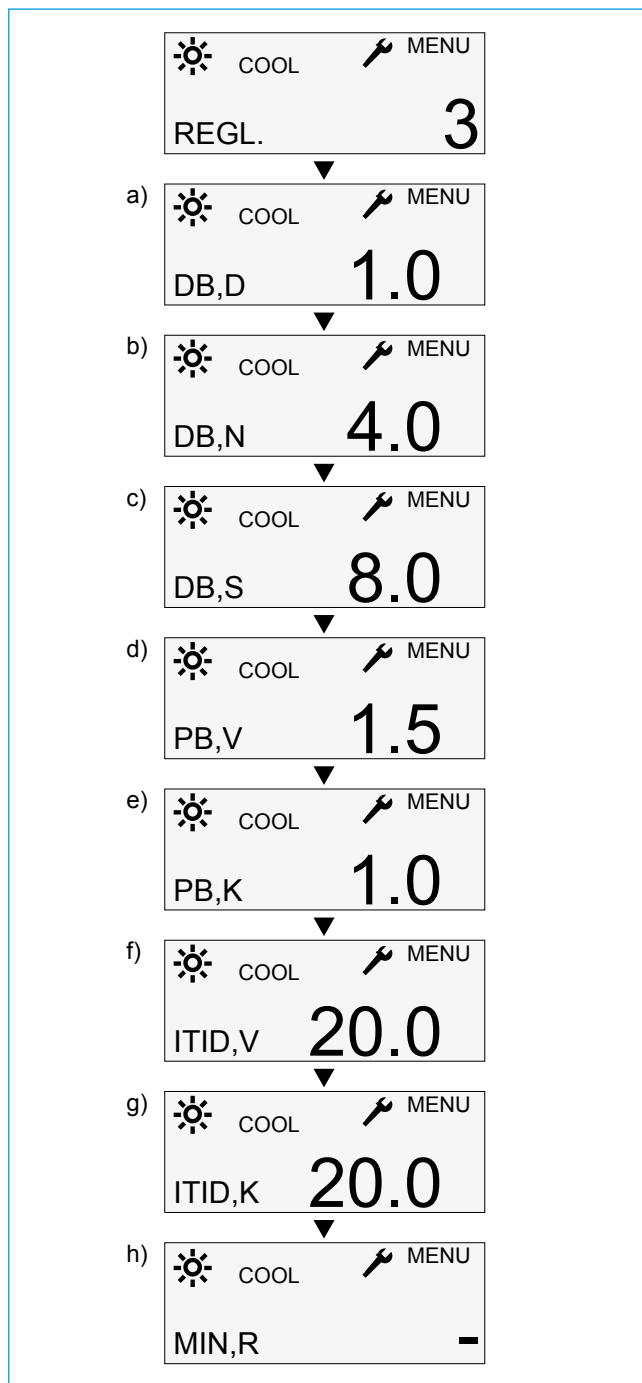 COOL MENU
REGL. 3
a) COOL MENU
DB,D 1.0
b) COOL MENU
DB,N 4.0
c) COOL MENU
DB,S 8.0
d) COOL MENU
PB,V 1.5
e) COOL MENU
PB,K 1.0
f) COOL MENU
ITID,V 20.0
g) COOL MENU
ITID,K 20.0
h) COOL MENU
MIN,R -